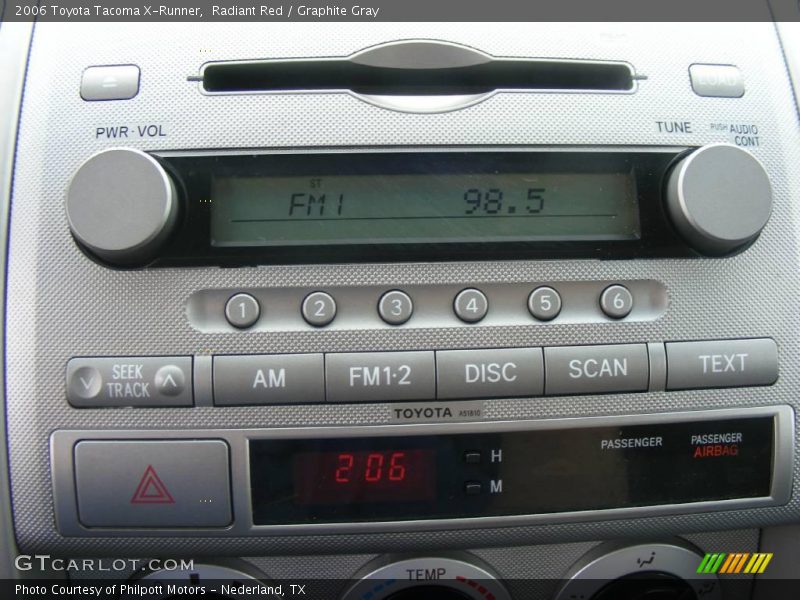 2006 Toyota Tacoma X-Runner, Radiant Red / Graphite Gray
LOAD
PWR·VOL
TUNE
PUSH AUDIO
CONT
ST
FM1 98.5
1 2 3 4 5 6
SEEK
TRACK
AM FM1·2 DISC SCAN TEXT
TOYOTA A51810
206 H
M
PASSENGER
PASSENGER
AIRBAG
TEMP
GTCARLOT.COM
Photo Courtesy of Philpott Motors - Nederland, TX